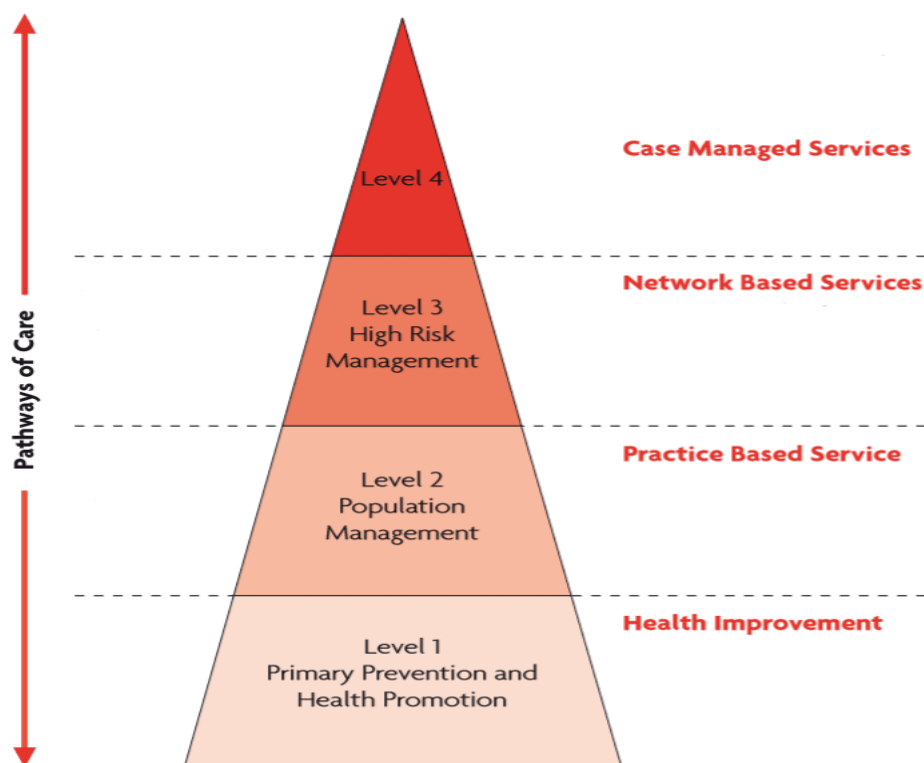 Pathways of Care
Level 4
Case Managed Services
Network Based Services
Level 3
High Risk
Management
Practice Based Service
Level 2
Population
Management
Health Improvement
Level 1
Primary Prevention and
Health Promotion